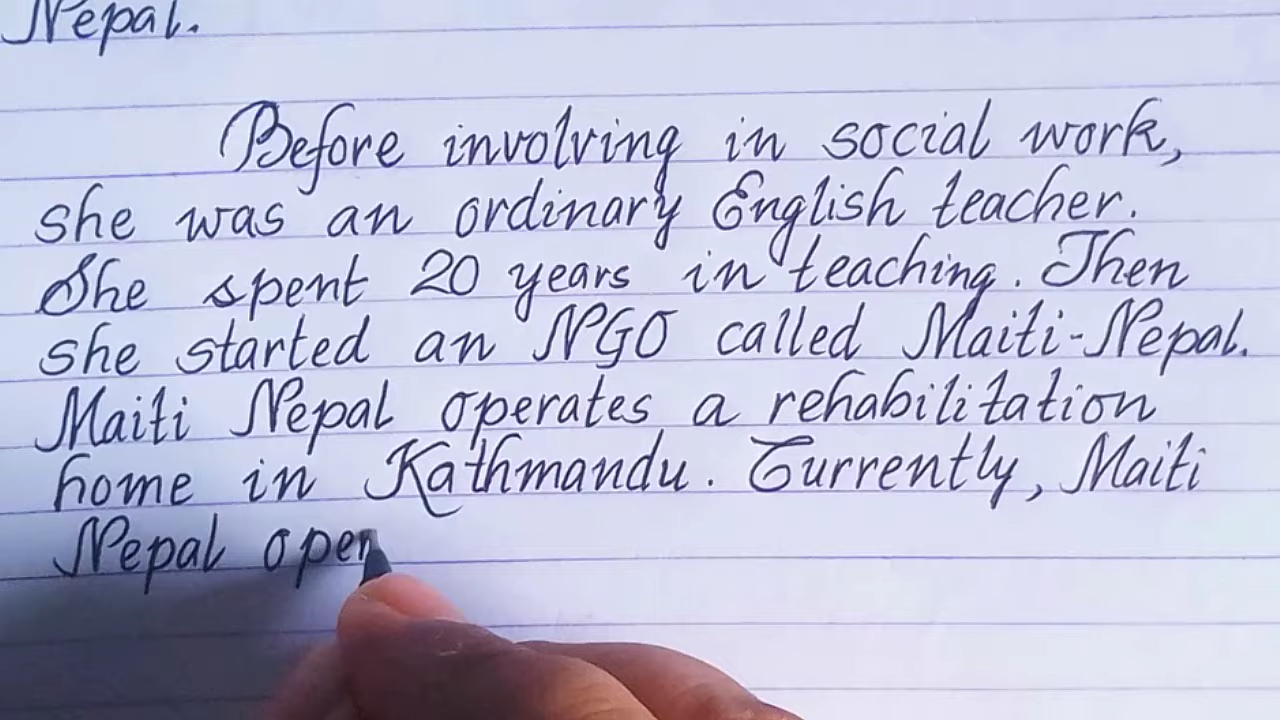 Nepal.
Before involving in social work,
she was an ordinary English teacher.
She spent 20 years in teaching. Then
she started an NGO called Maiti-Nepal.
Maiti Nepal operates a rehabilitation
home in Kathmandu. Currently, Maiti
Nepal oper